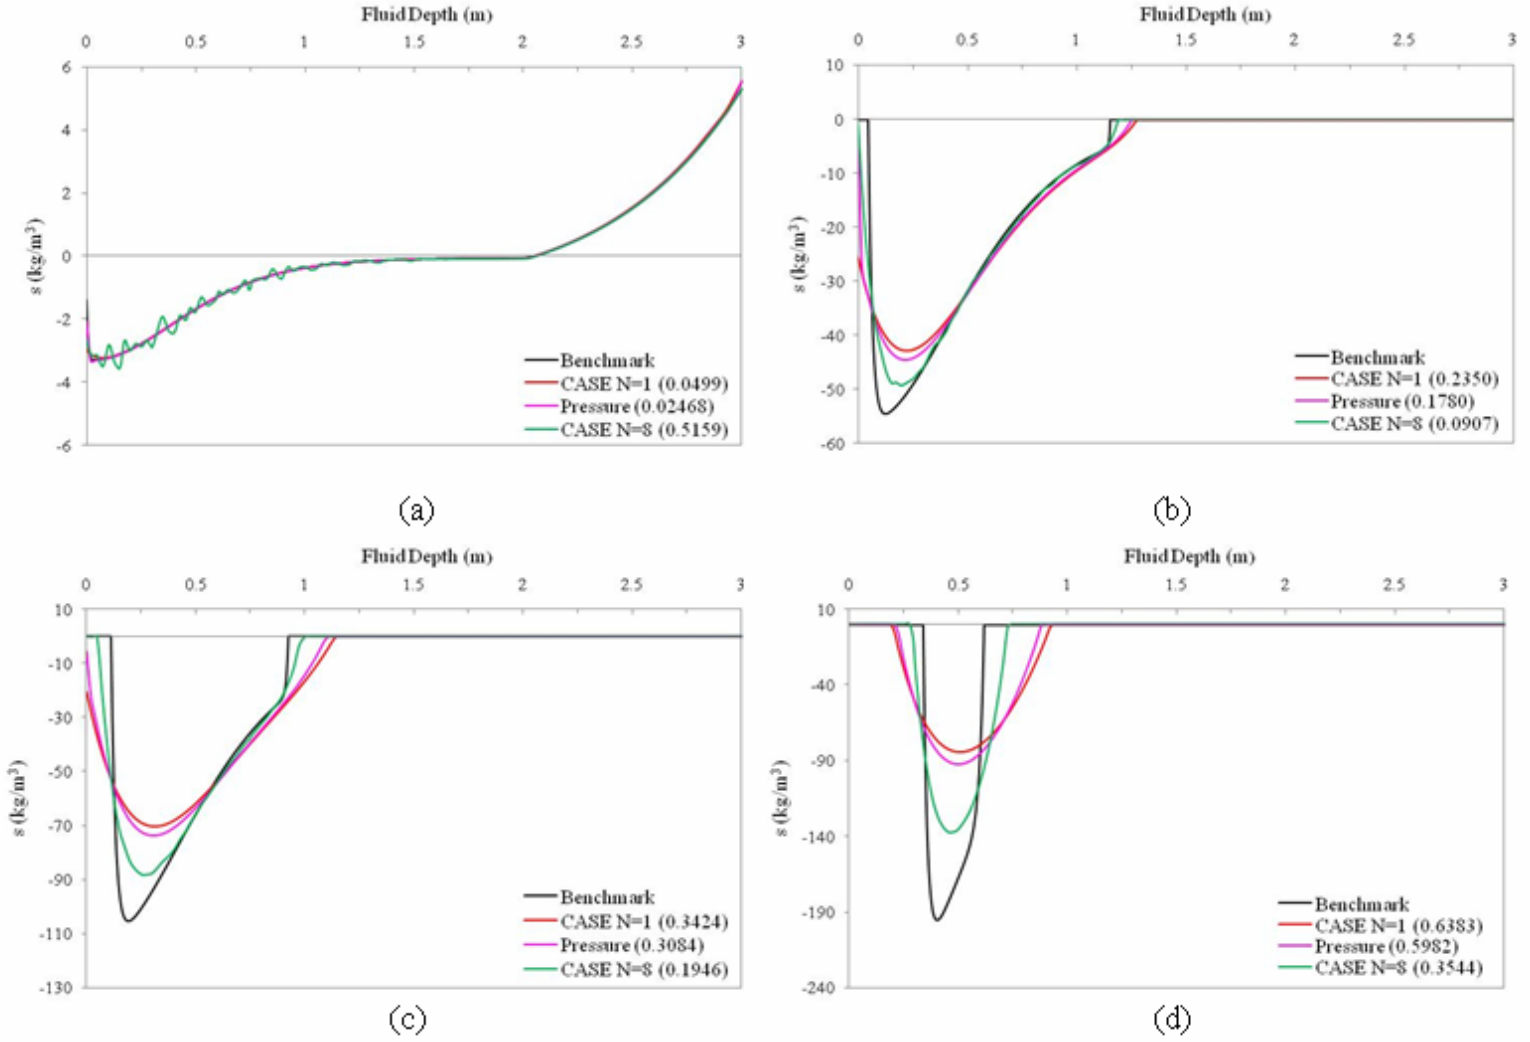 Fluid Depth (m)
0 0.5 1 1.5 2 2.5 3
6
4
2
0
-2
-4
-6
s (kg/m³)
Benchmark
CASE N=1 (0.0499)
Pressure (0.02468)
CASE N=8 (0.5159)
(a)
Fluid Depth (m)
0 0.5 1 1.5 2 2.5 3
10
0
-10
-20
-30
-40
-50
-60
s (kg/m³)
Benchmark
CASE N=1 (0.2350)
Pressure (0.1780)
CASE N=8 (0.0907)
(b)
Fluid Depth (m)
0 0.5 1 1.5 2 2.5 3
10
-10
-30
-50
-70
-90
-110
-130
s (kg/m³)
Benchmark
CASE N=1 (0.3424)
Pressure (0.3084)
CASE N=8 (0.1946)
(c)
Fluid Depth (m)
0 0.5 1 1.5 2 2.5 3
10
-40
-90
-140
-190
-240
s (kg/m³)
Benchmark
CASE N=1 (0.6383)
Pressure (0.5982)
CASE N=8 (0.3544)
(d)